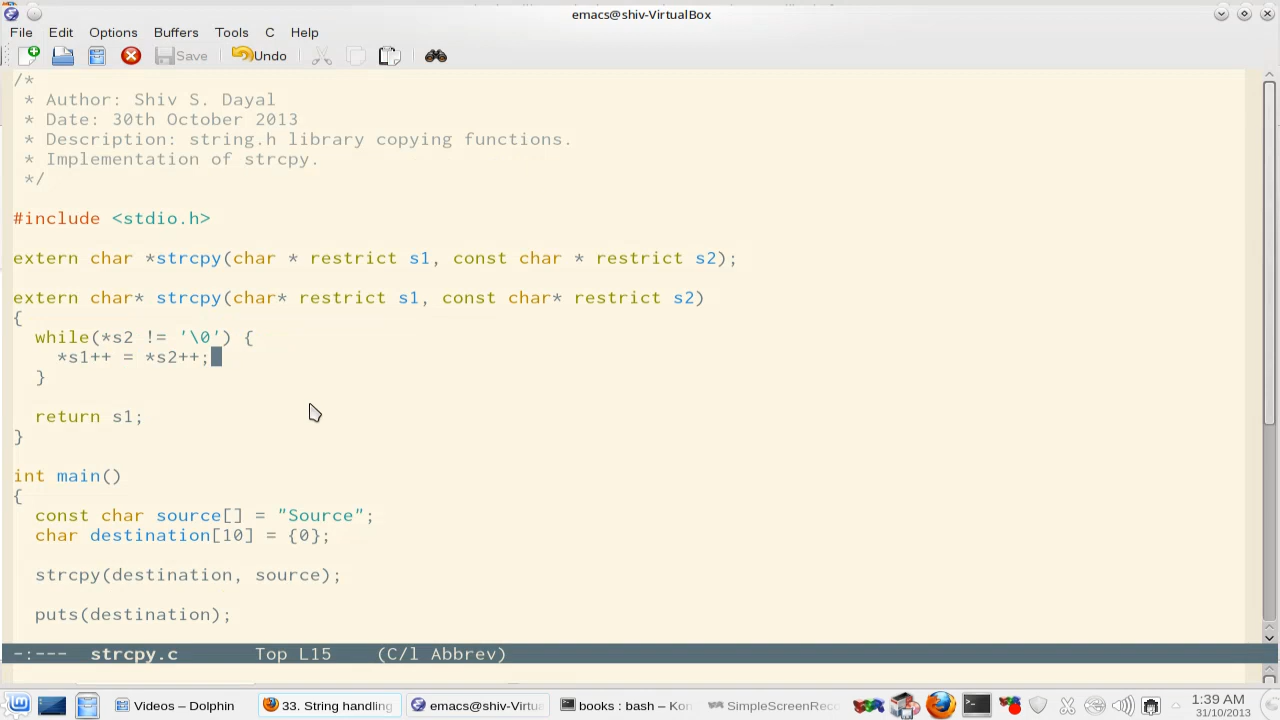 emacs@shiv-VirtualBox
File Edit Options Buffers Tools C Help
Save Undo
/*
 * Author: Shiv S. Dayal
 * Date: 30th October 2013
 * Description: string.h library copying functions.
 * Implementation of strcpy.
 */
#include <stdio.h>
extern char *strcpy(char * restrict s1, const char * restrict s2);
extern char* strcpy(char* restrict s1, const char* restrict s2)
{
  while(*s2 != '\0') {
    *s1++ = *s2++;
  }
  return s1;
}
int main()
{
  const char source[] = "Source";
  char destination[10] = {0};
  strcpy(destination, source);
  puts(destination);
-:--- strcpy.c Top L15 (C/l Abbrev)
Videos – Dolphin 33. String handling emacs@shiv-Virtu books : bash – Kon SimpleScreenReco 1:39 AM
31/10/2013